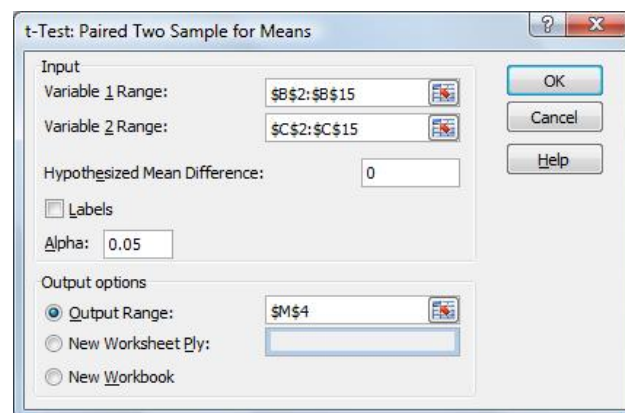 t-Test: Paired Two Sample for Means
Input
Variable 1 Range: $B$2:$B$15
Variable 2 Range: $C$2:$C$15
Hypothesized Mean Difference: 0
Labels
Alpha: 0.05
Output options
Output Range: $M$4
New Worksheet Ply:
New Workbook
OK
Cancel
Help